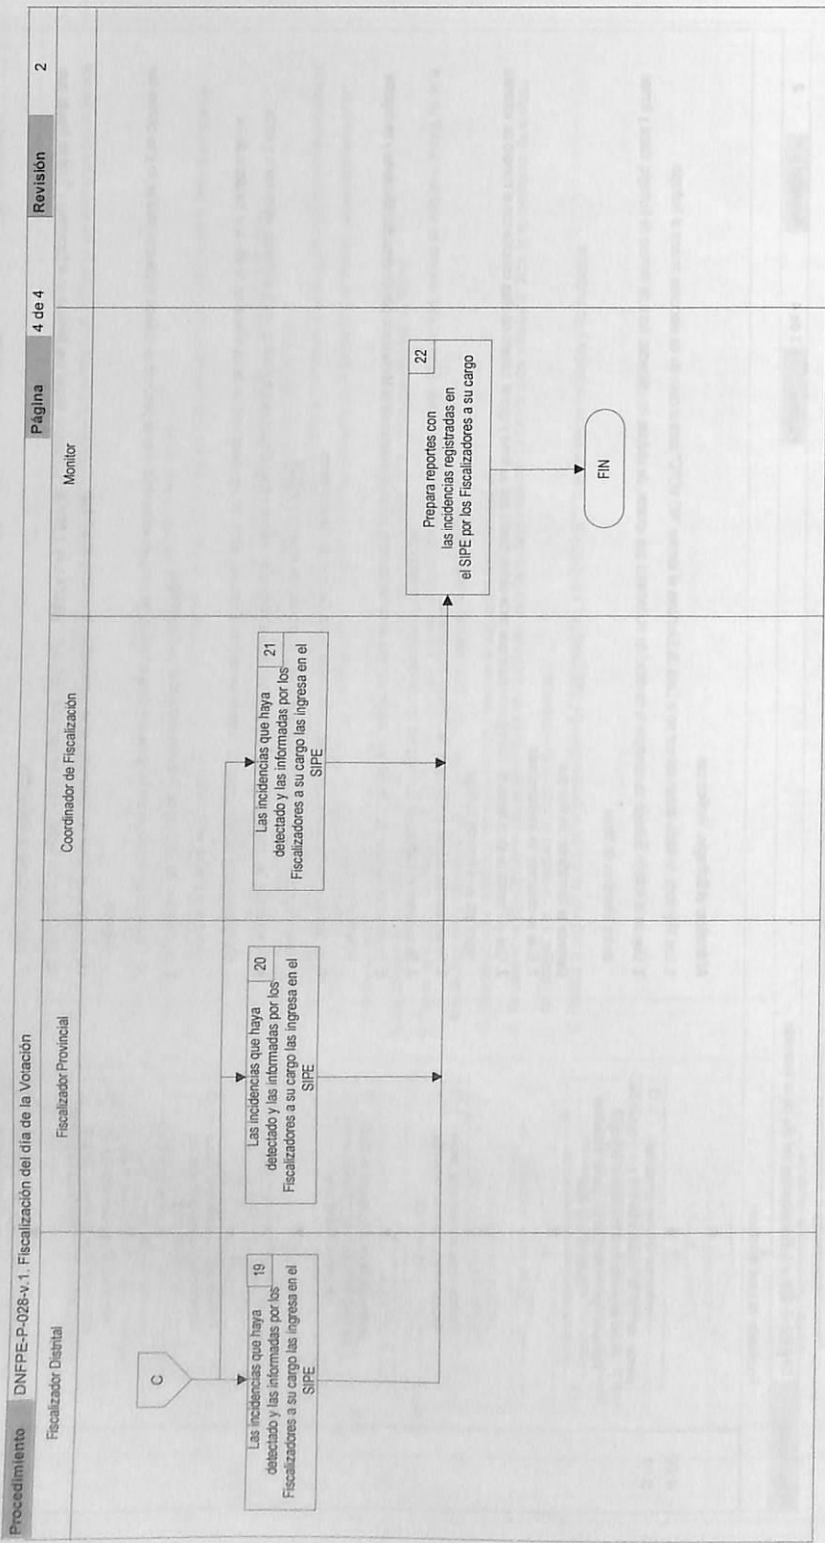 Procedimiento DNFPE-P-028-v.1. Fiscalización del día de la Votación Página 4 de 4 Revisión 2
Fiscalizador Distrital Fiscalizador Provincial Coordinador de Fiscalización Monitor
C
19
Las incidencias que haya
detectado y las informadas por los
Fiscalizadores a su cargo las ingresa en el
SIPE
20
Las incidencias que haya
detectado y las informadas por los
Fiscalizadores a su cargo las ingresa en el
SIPE
21
Las incidencias que haya
detectado y las informadas por los
Fiscalizadores a su cargo las ingresa en el
SIPE
22
Prepara reportes con
las incidencias registradas en
el SIPE por los Fiscalizadores a su cargo
FIN